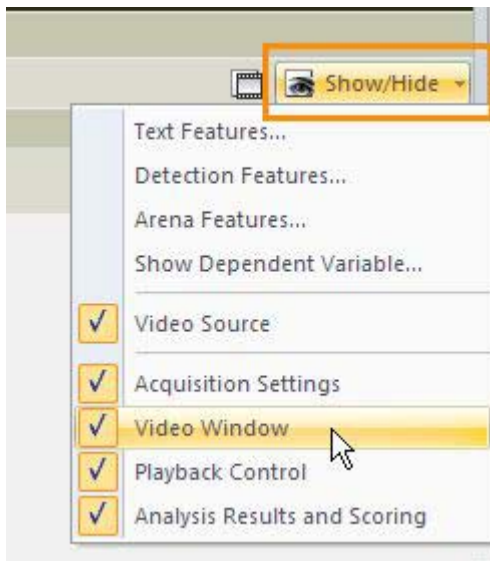 Show/Hide
Text Features...
Detection Features...
Arena Features...
Show Dependent Variable...
Video Source
Acquisition Settings
Video Window
Playback Control
Analysis Results and Scoring